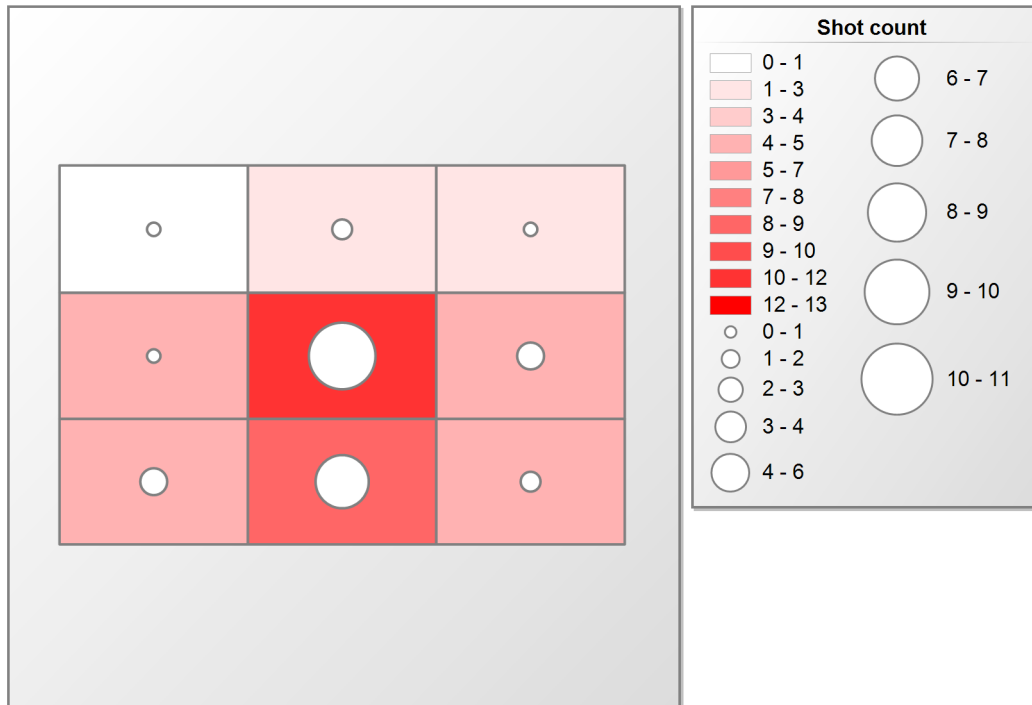 Shot count
0 - 1
1 - 3
3 - 4
4 - 5
5 - 7
7 - 8
8 - 9
9 - 10
10 - 12
12 - 13
0 - 1
1 - 2
2 - 3
3 - 4
4 - 6
6 - 7
7 - 8
8 - 9
9 - 10
10 - 11